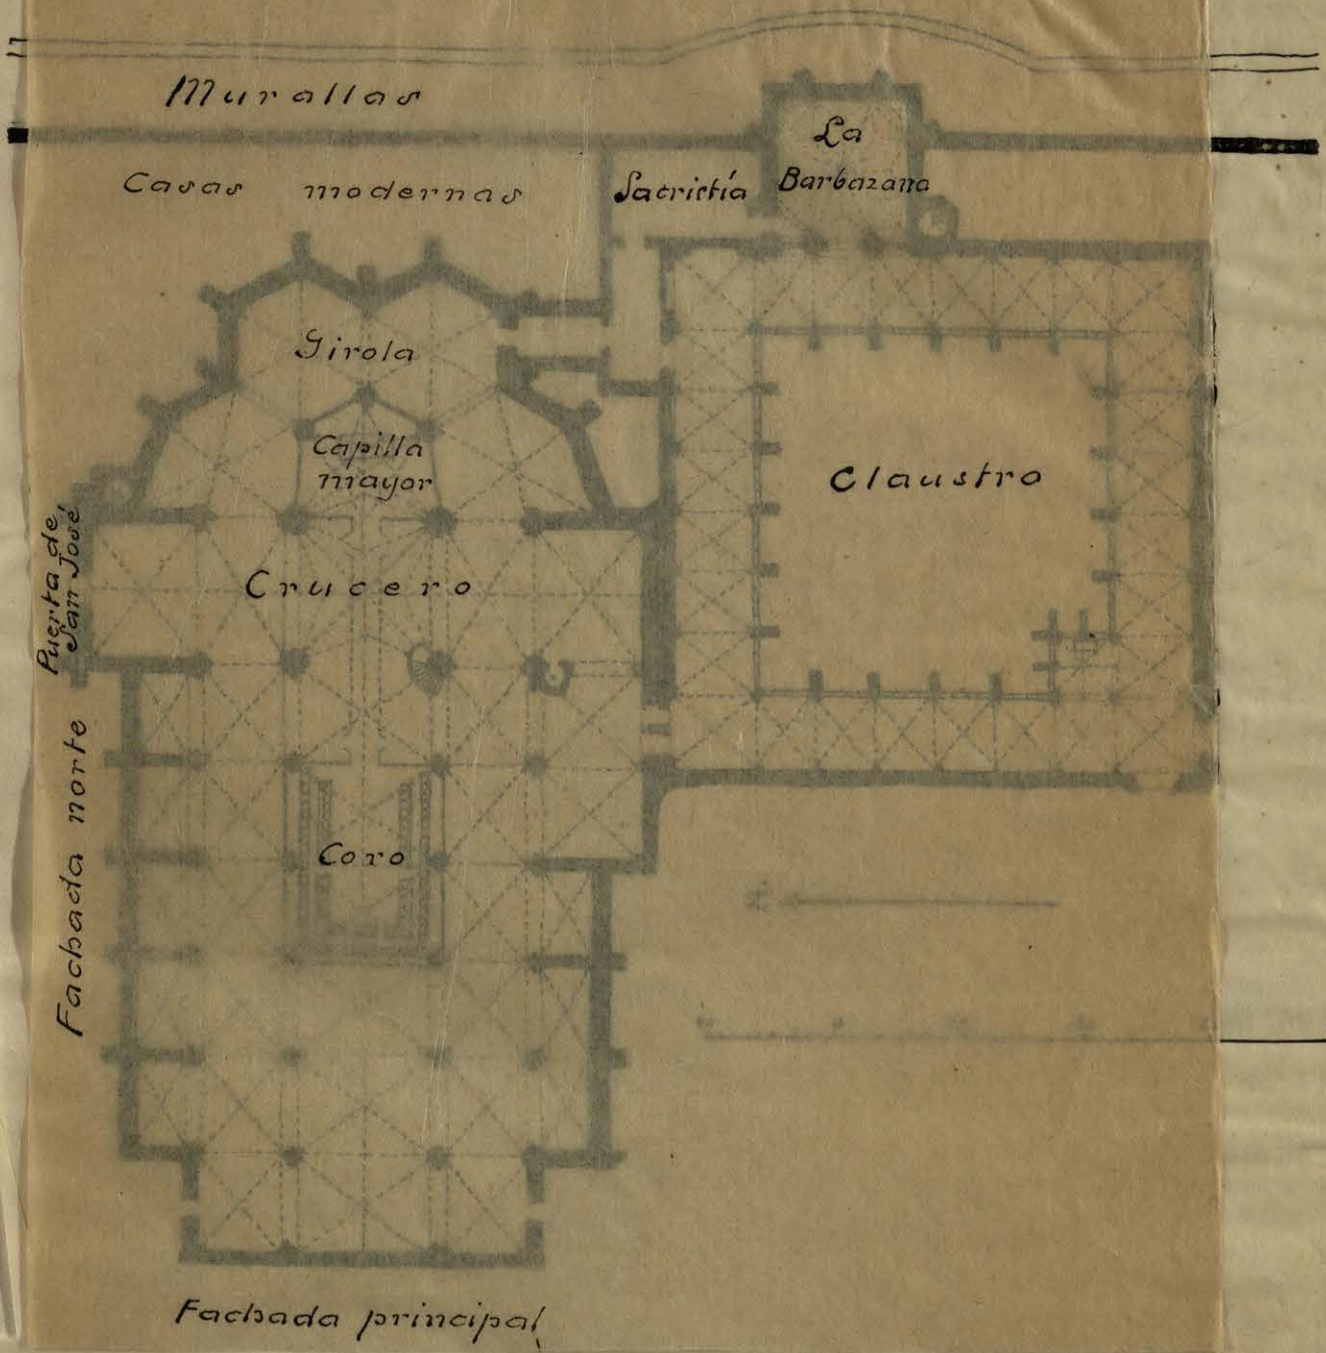 Murallas
La
Barbazana
Casas modernas
Sacristía
Girola
Capilla
mayor
Claustro
Puerta de
San José
Crucero
Fachada norte
Coro
Fachada principal